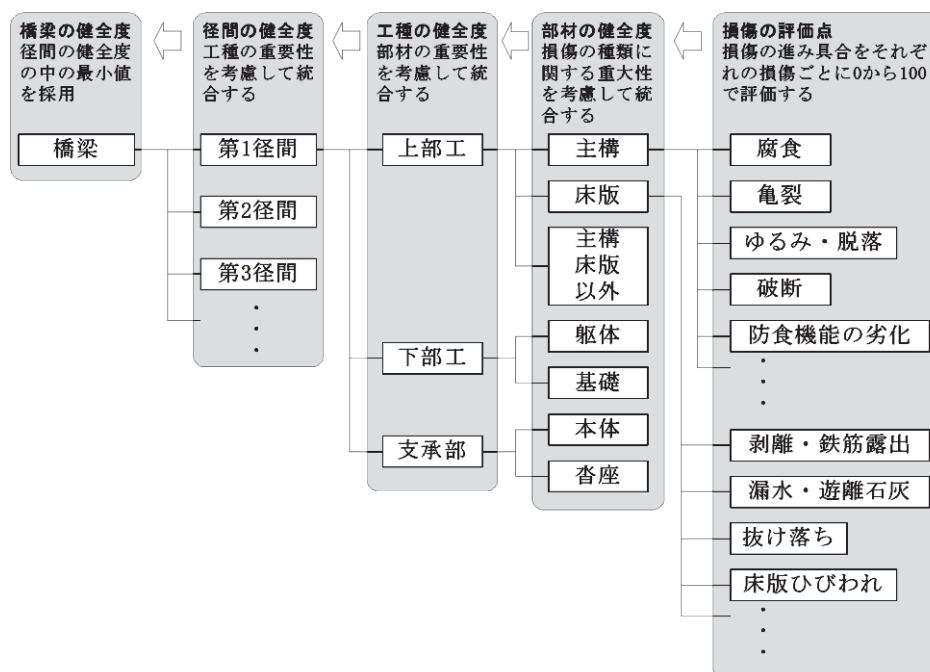 橋梁の健全度
径間の健全度
の中の最小値
を採用
橋梁
径間の健全度
工種の重要性
を考慮して統
合する
第1径間
第2径間
第3径間
・
・
・
工種の健全度
部材の重要性
を考慮して統
合する
上部工
下部工
支承部
部材の健全度
損傷の種類に
関する重大性
を考慮して統
合する
主構
床版
主構
床版
以外
躯体
基礎
本体
沓座
損傷の評価点
損傷の進み具合をそれぞ
れの損傷ごとに0から100
で評価する
腐食
亀裂
ゆるみ・脱落
破断
防食機能の劣化
・
・
・
剥離・鉄筋露出
漏水・遊離石灰
抜け落ち
床版ひびわれ
・
・
・